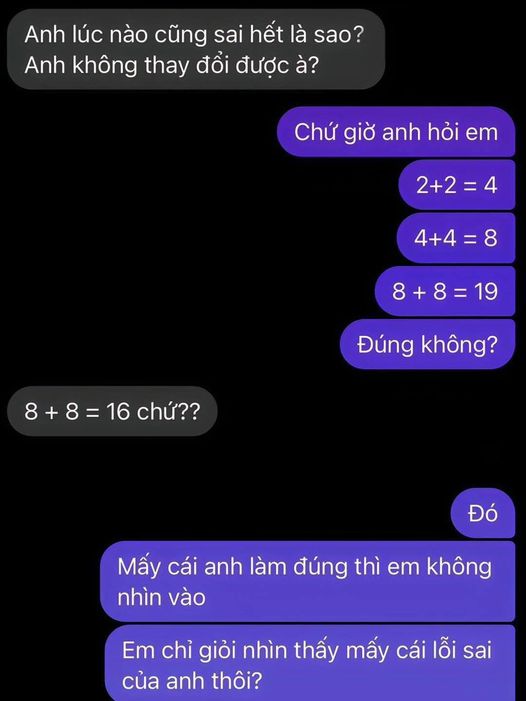 Anh lúc nào cũng sai hết là sao?
Anh không thay đổi được à?
Chứ giờ anh hỏi em
2+2 = 4
4+4 = 8
8 + 8 = 19
Đúng không?
8 + 8 = 16 chứ??
Đó
Mấy cái anh làm đúng thì em không
nhìn vào
Em chỉ giỏi nhìn thấy mấy cái lỗi sai
của anh thôi?